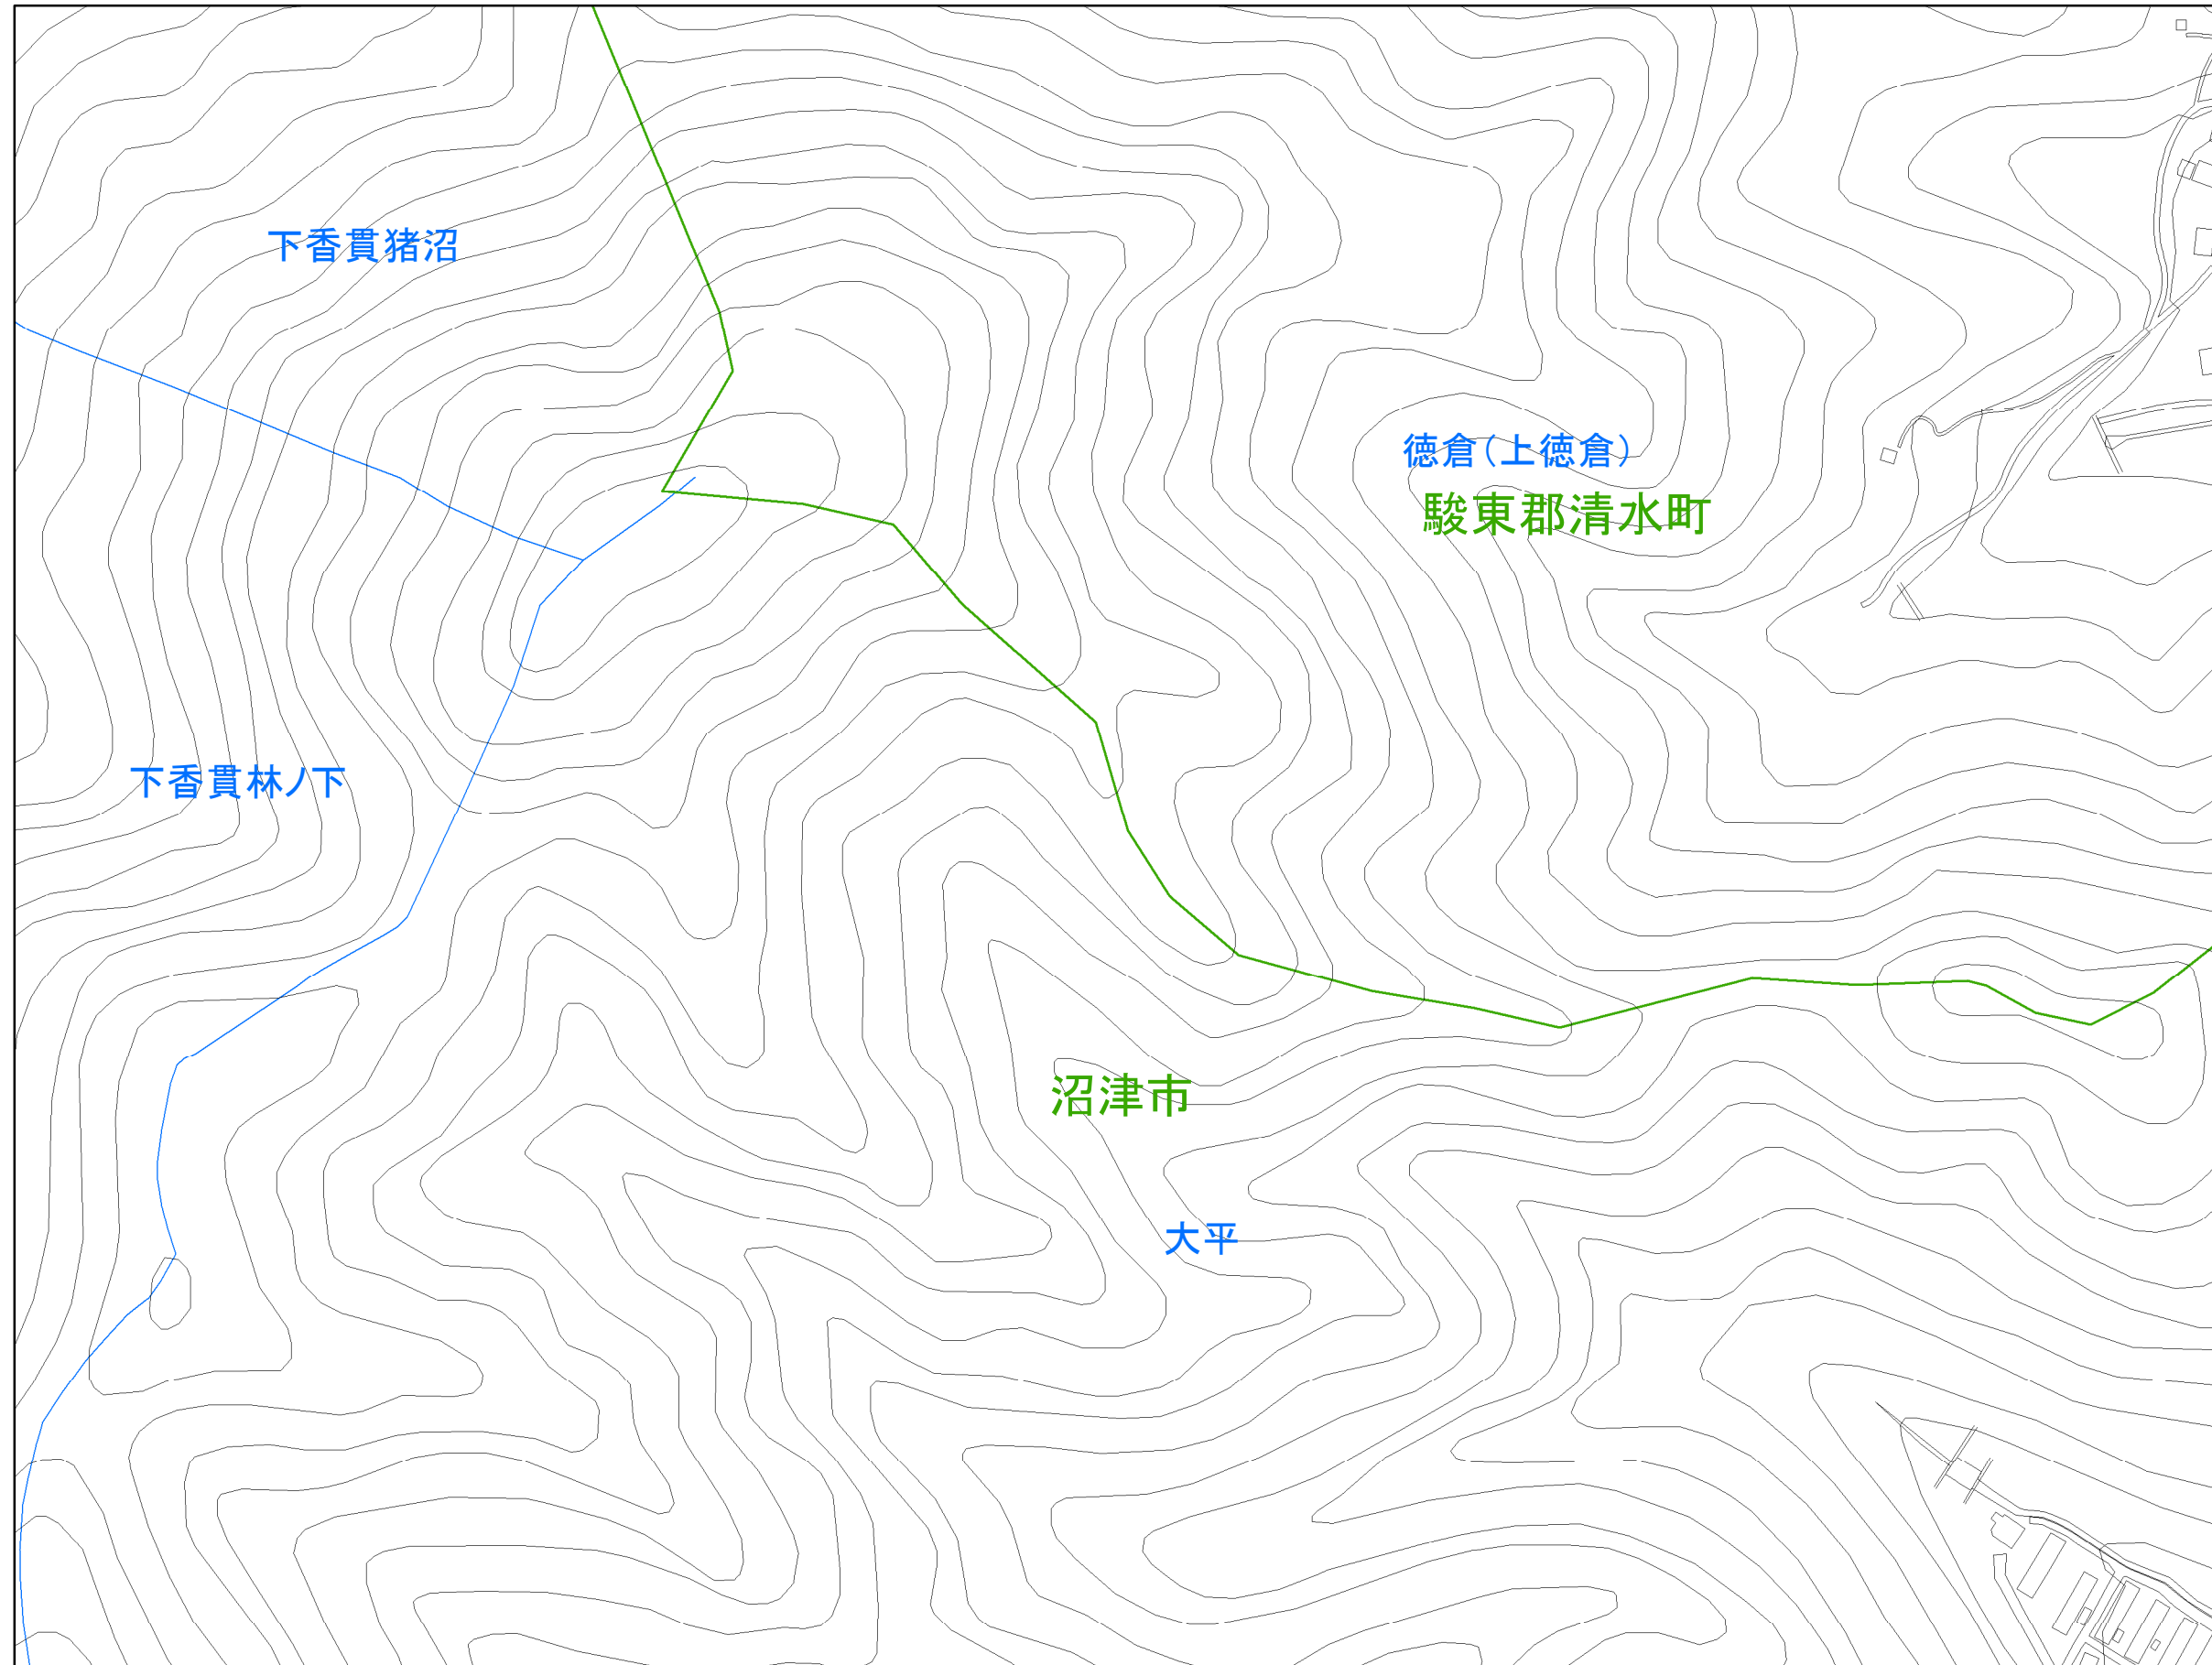 下香貫猪沼
徳倉(上徳倉)
駿東郡清水町
下香貫林ノ下
沼津市
大平